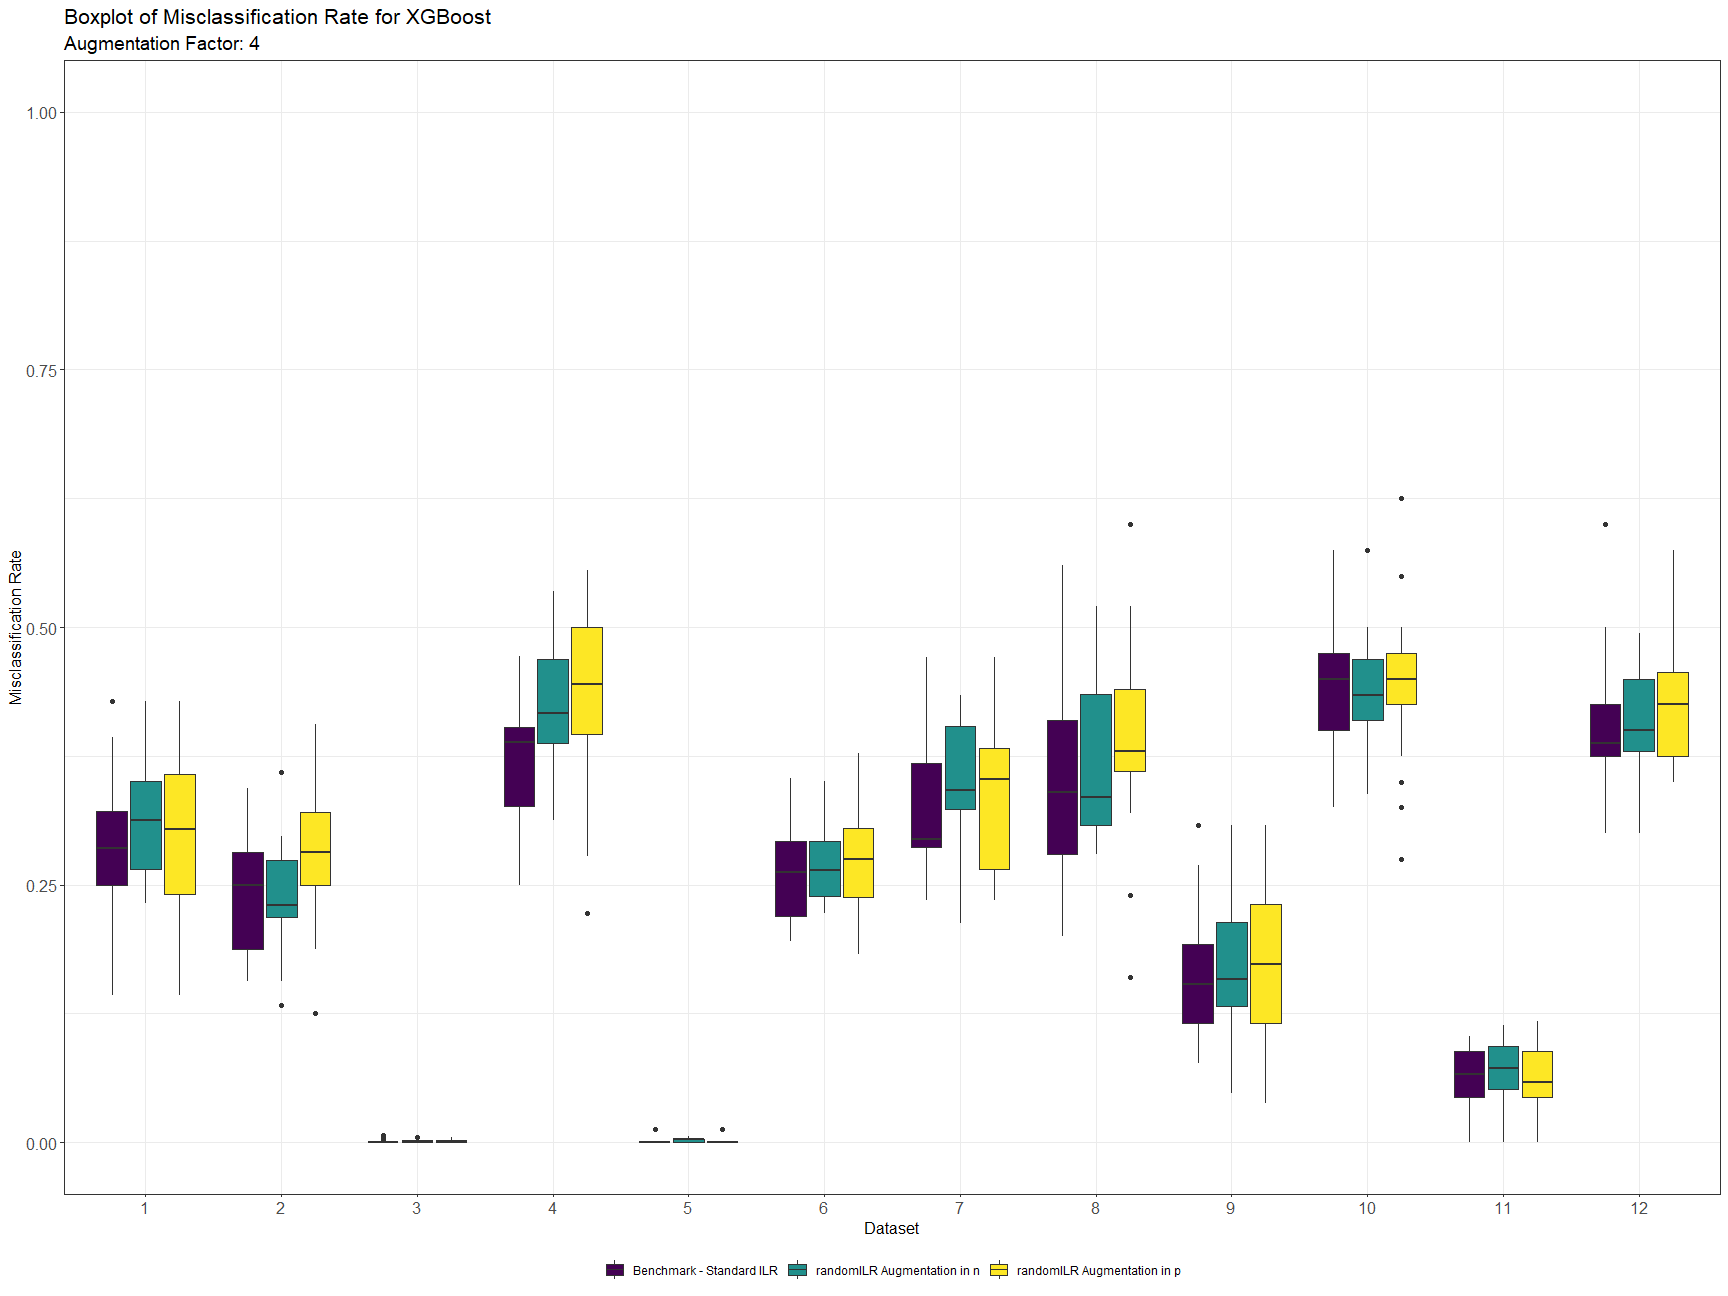 Boxplot of Misclassification Rate for XGBoost
Augmentation Factor: 4
1.00
0.75
0.50
0.25
0.00
Misclassification Rate
1 2 3 4 5 6 7 8 9 10 11 12
Dataset
Benchmark - Standard ILR randomILR Augmentation in n randomILR Augmentation in p